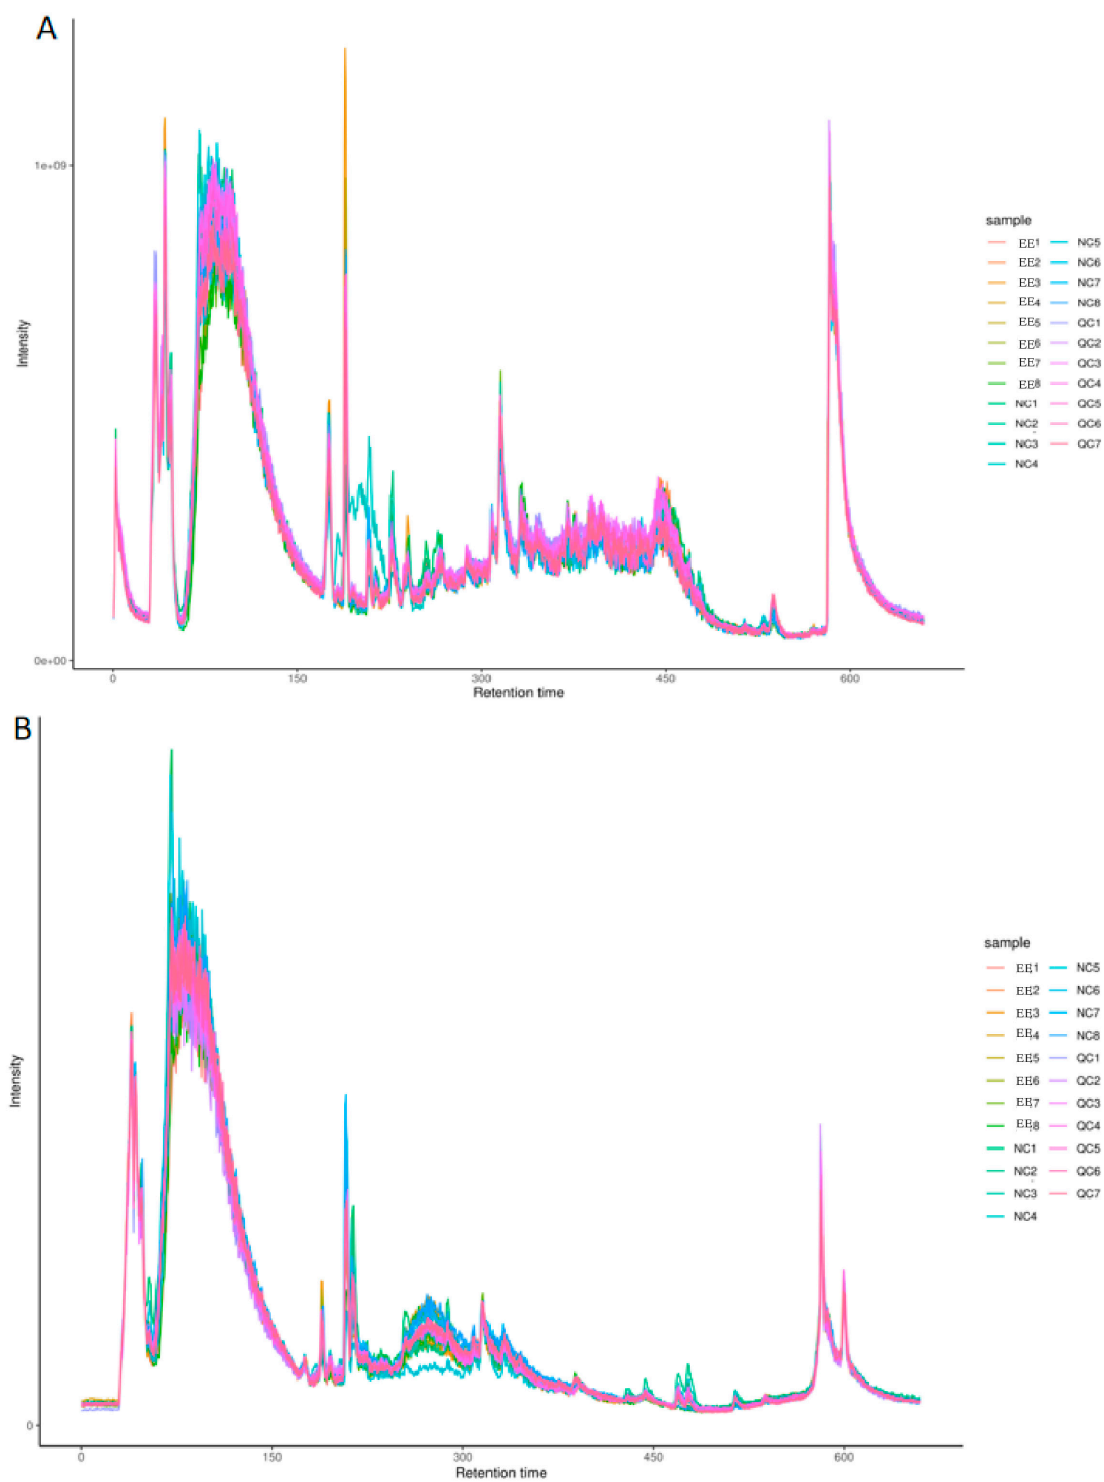 A
1e+09
Intensity
0e+00
0 150 300 450 600
Retention time
sample
EE1 NC5
EE2 NC6
EE3 NC7
EE4 NC8
EE5 QC1
EE6 QC2
EE7 QC3
EE8 QC4
NC1 QC5
NC2 QC6
NC3 QC7
NC4
B
Intensity
0
0 150 300 450 600
Retention time
sample
EE1 NC5
EE2 NC6
EE3 NC7
EE4 NC8
EE5 QC1
EE6 QC2
EE7 QC3
EE8 QC4
NC1 QC5
NC2 QC6
NC3 QC7
NC4